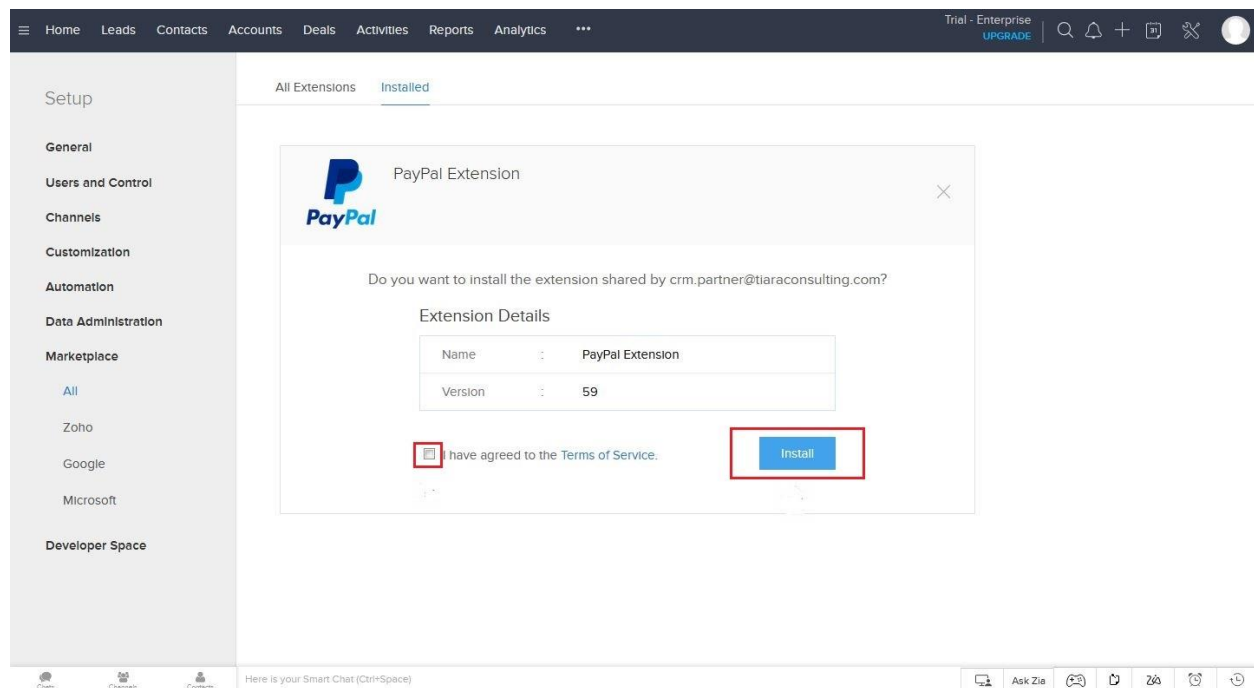 Home Leads Contacts Accounts Deals Activities Reports Analytics
Trial - Enterprise
UPGRADE
Setup
General
Users and Control
Channels
Customization
Automation
Data Administration
Marketplace
All
Zoho
Google
Microsoft
Developer Space
All Extensions Installed
PayPal
PayPal Extension
Do you want to install the extension shared by crm.partner@tiaraconsulting.com?
Extension Details
Name : PayPal Extension
Version : 59
I have agreed to the Terms of Service.
Install
Chats Channels Contacts
Here is your Smart Chat (Ctrl+Space)
Ask Zia